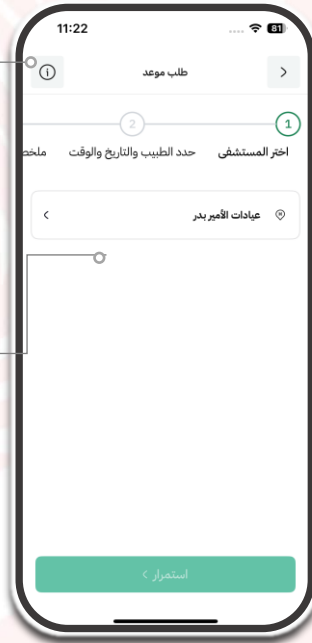 11:22 81
طلب موعد
1 2
اختر المستشفى حدد الطبيب والتاريخ والوقت ملخص
عيادات الأمير بدر
استمرار